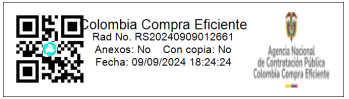 Colombia Compra Eficiente
Rad No. RS20240909012661
Anexos: No Con copia: No
Fecha: 09/09/2024 18:24:24
Agencia Nacional
de Contratación Pública
Colombia Compra Eficiente